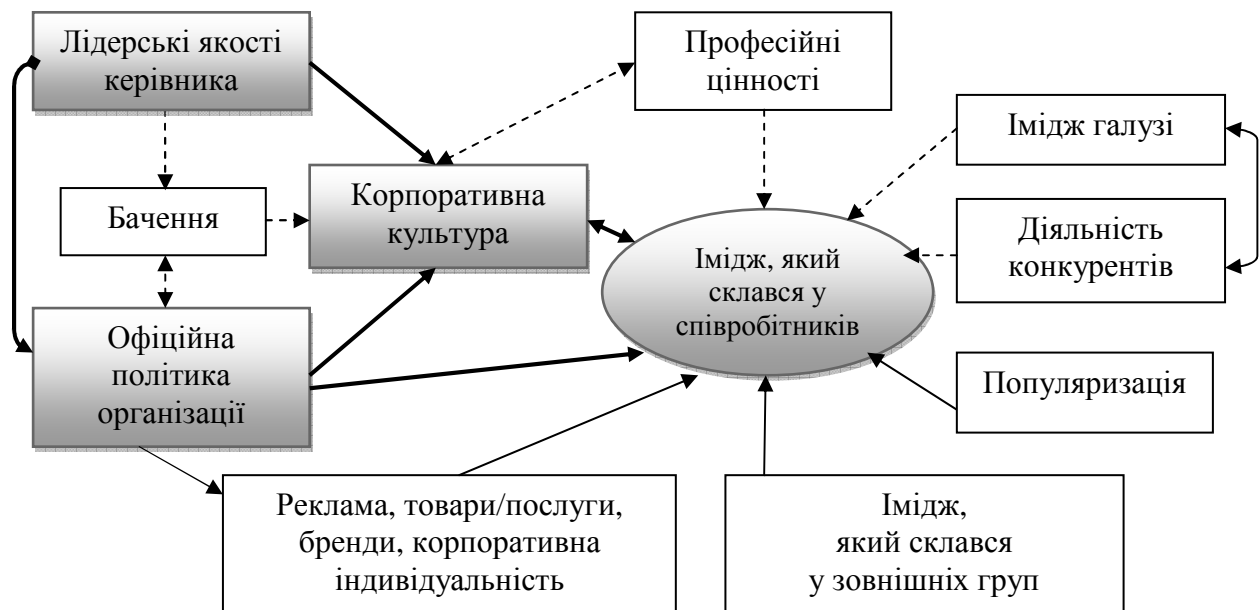 Лідерські якості
керівника
Професійні
цінності
Імідж галузі
Бачення
Корпоративна
культура
Діяльність
конкурентів
Імідж, який
склався у
співробітників
Офіційна
політика
організації
Популяризація
Реклама, товари/послуги,
бренди, корпоративна
індивідуальність
Імідж,
який склався
у зовнішніх груп